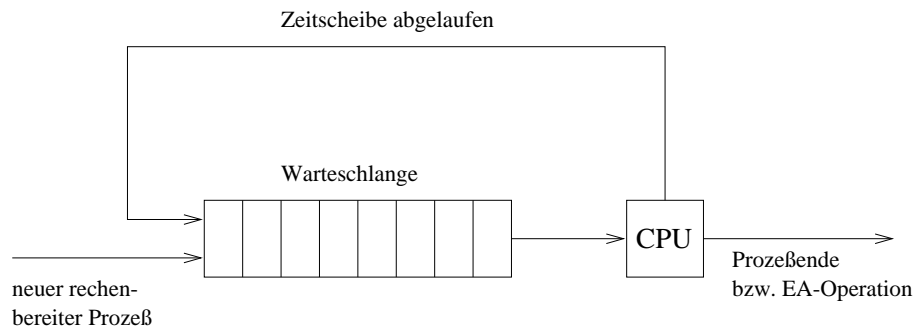 Zeitscheibe abgelaufen
Warteschlange
CPU
neuer rechen-
bereiter Prozeß
Prozeßende
bzw. EA-Operation